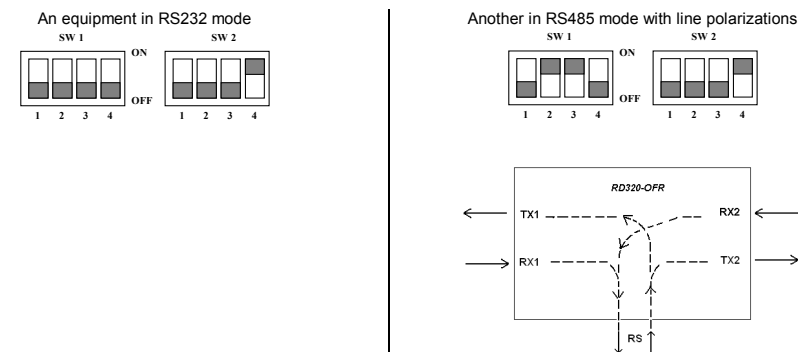 An equipment in RS232 mode
SW 1 SW 2
ON
OFF
1 2 3 4 1 2 3 4
Another in RS485 mode with line polarizations
SW 1 SW 2
ON
OFF
1 2 3 4 1 2 3 4
RD320-OFR
TX1 RX2
RX1 TX2
RS